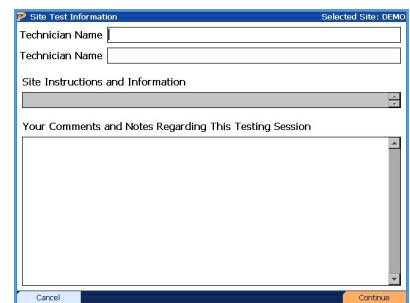 Site Test Information Selected Site: DEMO
Technician Name
Technician Name
Site Instructions and Information
Your Comments and Notes Regarding This Testing Session
Cancel Continue